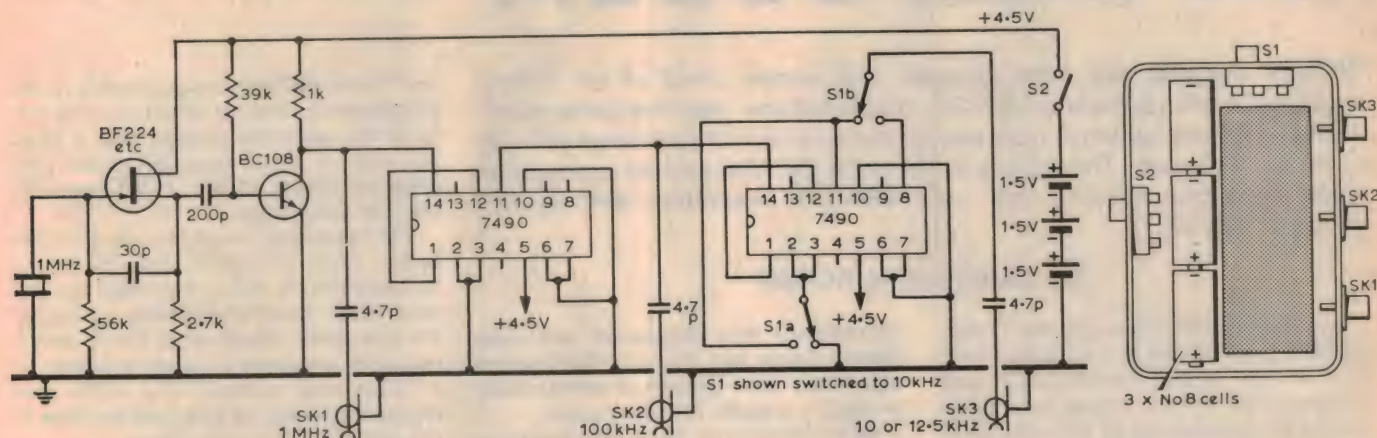 +4·5V
39k
1k
BF224
etc
BC108
200p
30p
1MHz
56k
2·7k
4·7p
14 13 12 11 10 9 8
7490
1 2 3 4 5 6 7
+4·5V
SK1
1MHz
4·7
p
SK2
100kHz
S1b
14 13 12 11 10 9 8
7490
1 2 3 4 5 6 7
+4·5V
S1a
S1 shown switched to 10kHz
4·7p
SK3
10 or 12·5kHz
S2
+
1·5V
-
+
1·5V
-
+
1·5V
-
S1
S2
SK3
SK2
SK1
-
+
-
+
-
+
3 x No8 cells